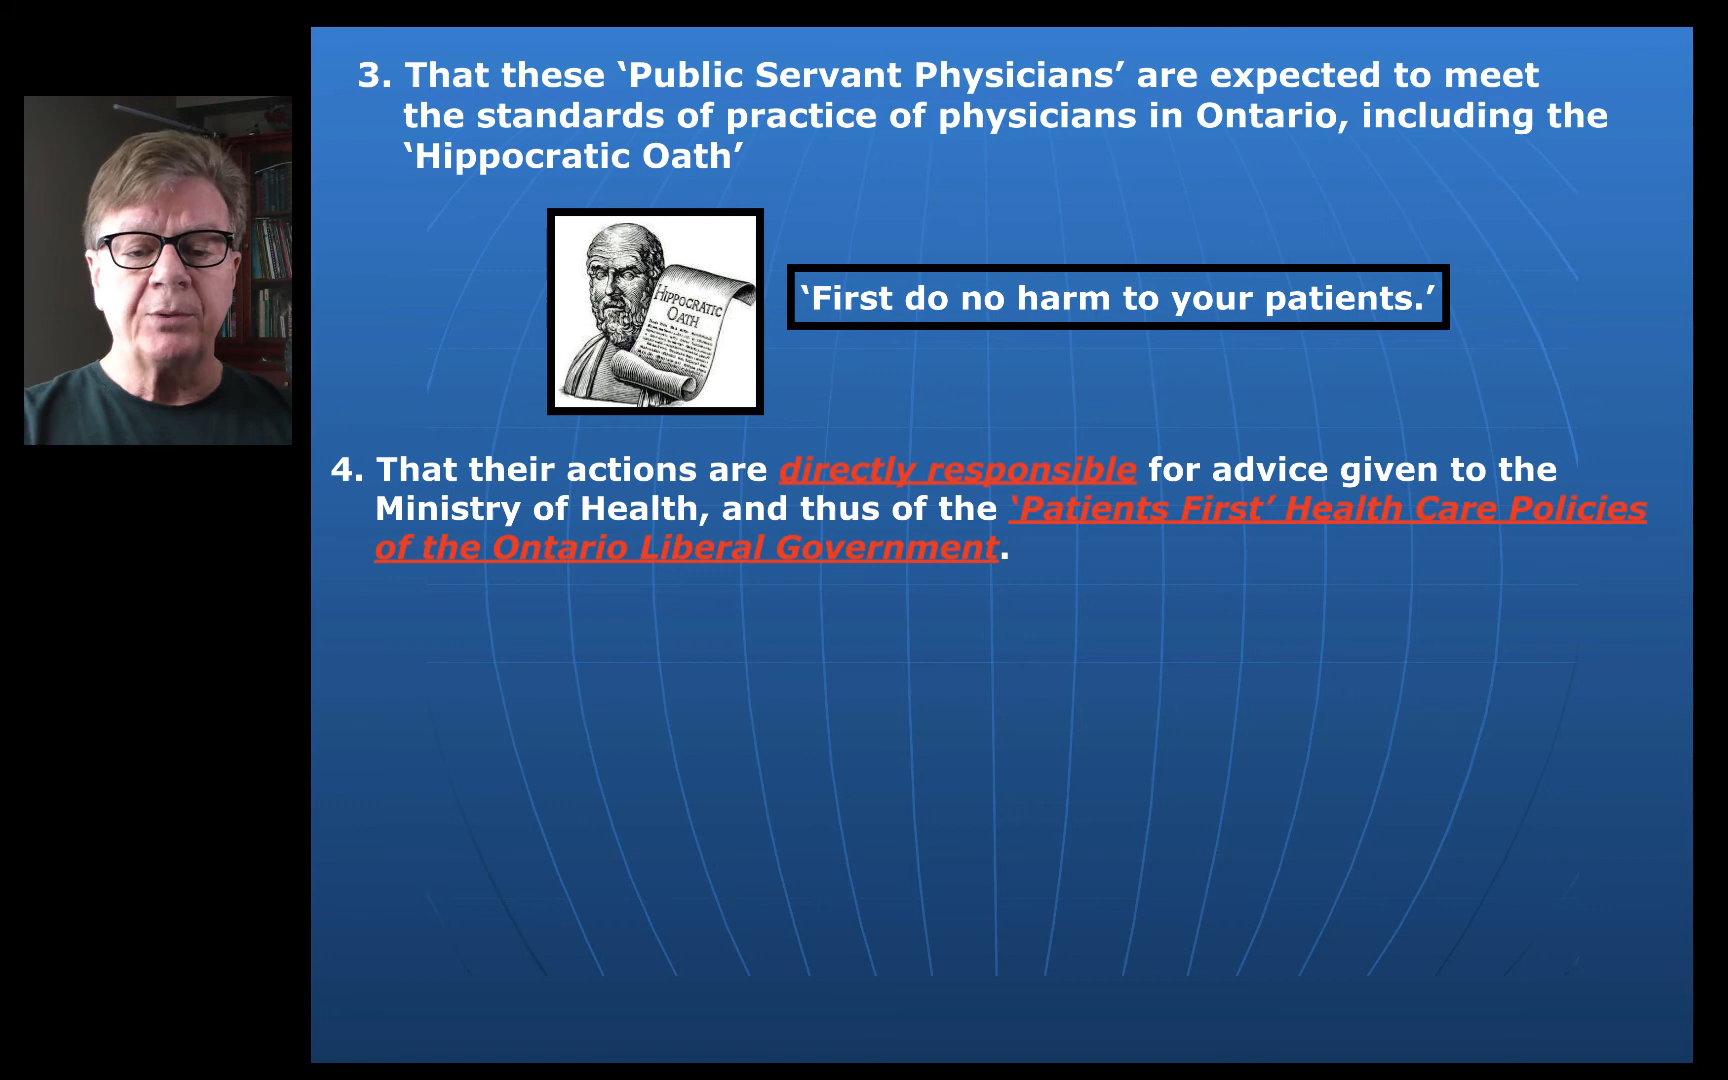 3. That these ‘Public Servant Physicians’ are expected to meet
the standards of practice of physicians in Ontario, including the
‘Hippocratic Oath’
HIPPOCRATIC
OATH
‘First do no harm to your patients.’
4. That their actions are directly responsible for advice given to the
Ministry of Health, and thus of the ‘Patients First’ Health Care Policies
of the Ontario Liberal Government.